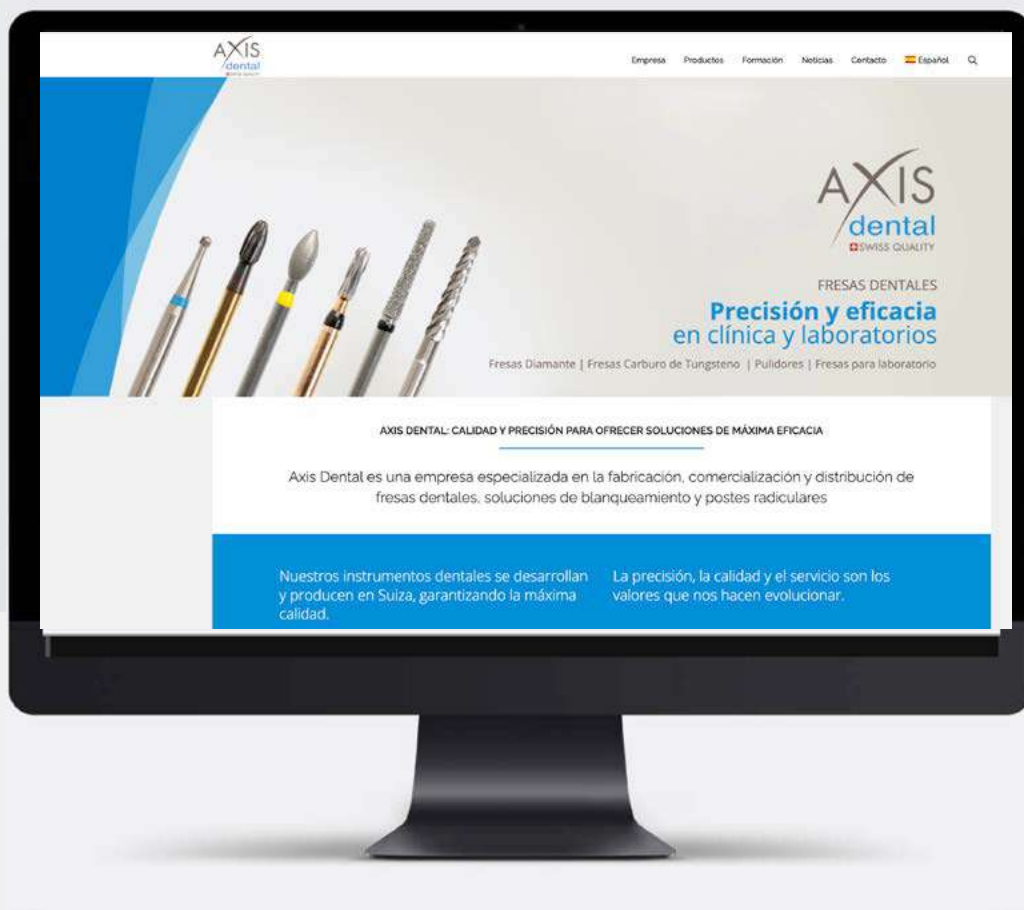 AXIS
dental
SWISS QUALITY
Empresa Productos Formación Noticias Contacto Español
AXIS
dental
SWISS QUALITY
FRESAS DENTALES
Precisión y eficacia
en clínica y laboratorios
Fresas Diamante | Fresas Carburo de Tungsteno | Pulidores | Fresas para laboratorio
AXIS DENTAL: CALIDAD Y PRECISIÓN PARA OFRECER SOLUCIONES DE MÁXIMA EFICACIA
Axis Dental es una empresa especializada en la fabricación, comercialización y distribución de
fresas dentales, soluciones de blanqueamiento y postes radiculares
Nuestros instrumentos dentales se desarrollan
y producen en Suiza, garantizando la máxima
calidad.
La precisión, la calidad y el servicio son los
valores que nos hacen evolucionar.